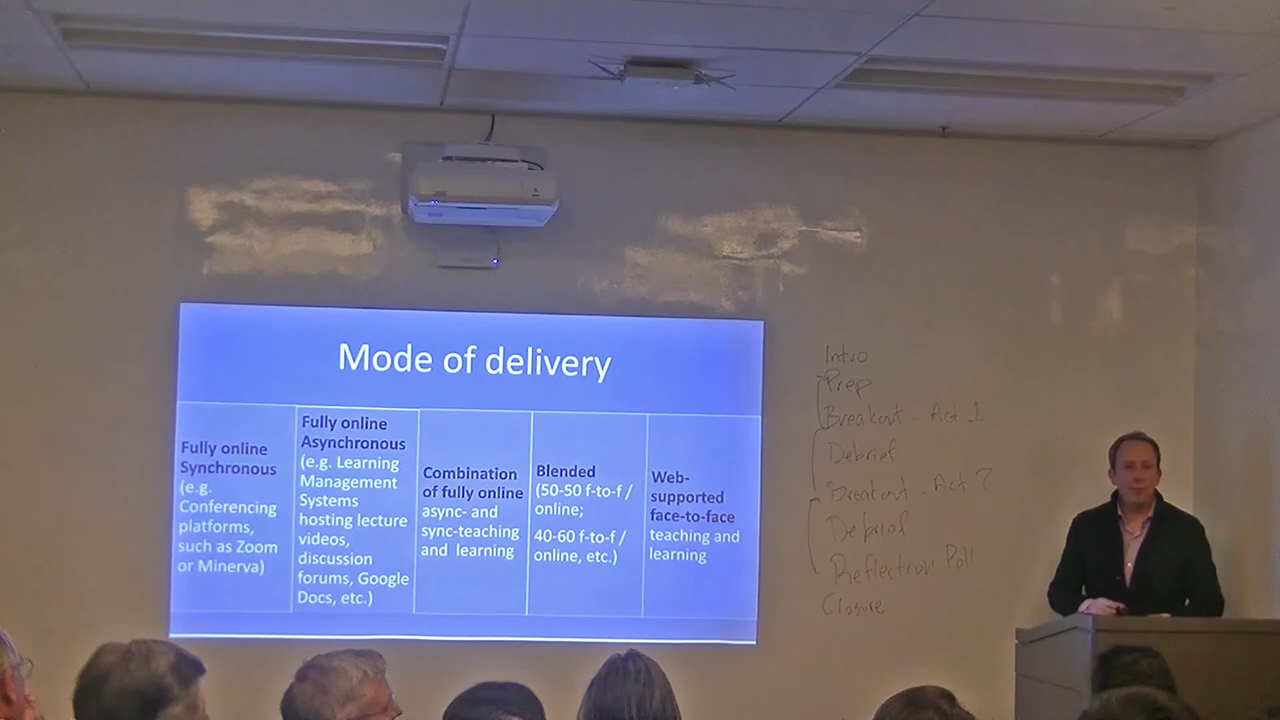 Mode of delivery
Fully online
Synchronous
(e.g.
Conferencing
platforms,
such as Zoom
or Minerva)
Fully online
Asynchronous
(e.g. Learning
Management
Systems
hosting lecture
videos,
discussion
forums, Google
Docs, etc.)
Combination
of fully online
async- and
sync-teaching
and learning
Blended
(50-50 f-to-f /
online;
40-60 f-to-f /
online, etc.)
Web-
supported
face-to-face
teaching and
learning
Intro
Prep
Breakout - Act 1
Debrief
Breakout - Act 2
Debrief
Reflection Poll
Closure